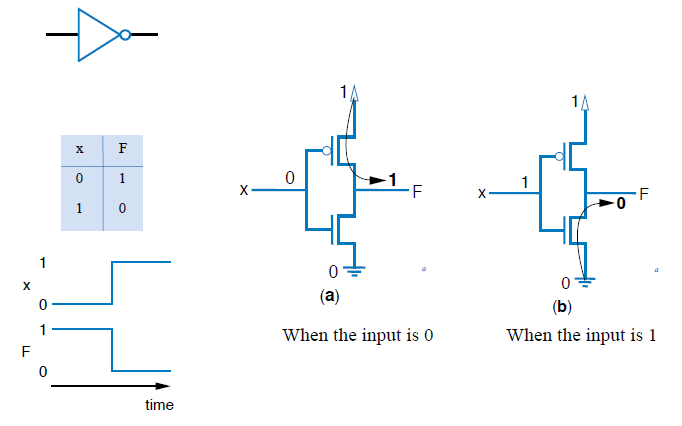 x F
0 1
1 0
1
x
0
1
F
0
time
1
0
x
1
F
0
a
(a)
When the input is 0
1
1
x
F
0
0
a
(b)
When the input is 1